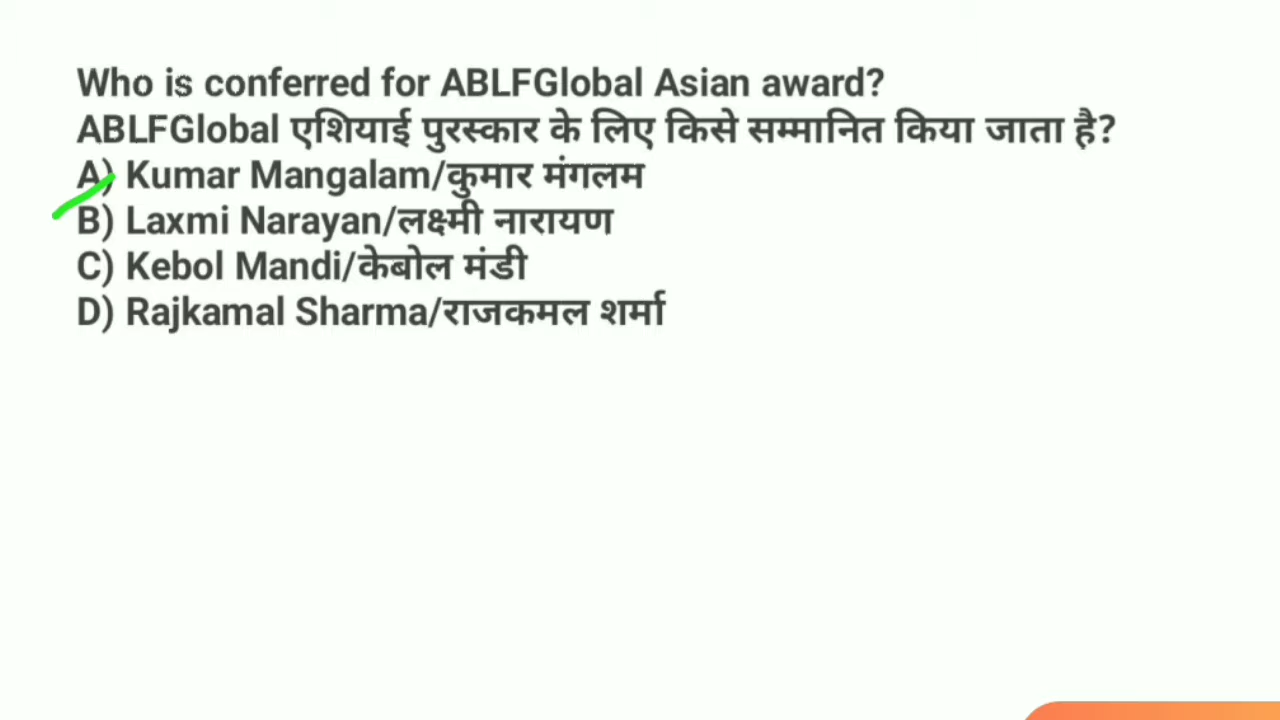 Who is conferred for ABLFGlobal Asian award?
ABLFGlobal एशियाई पुरस्कार के लिए किसे सम्मानित किया जाता है?
A) Kumar Mangalam/कुमार मंगलम
B) Laxmi Narayan/लक्ष्मी नारायण
C) Kebol Mandi/केबोल मंडी
D) Rajkamal Sharma/राजकमल शर्मा